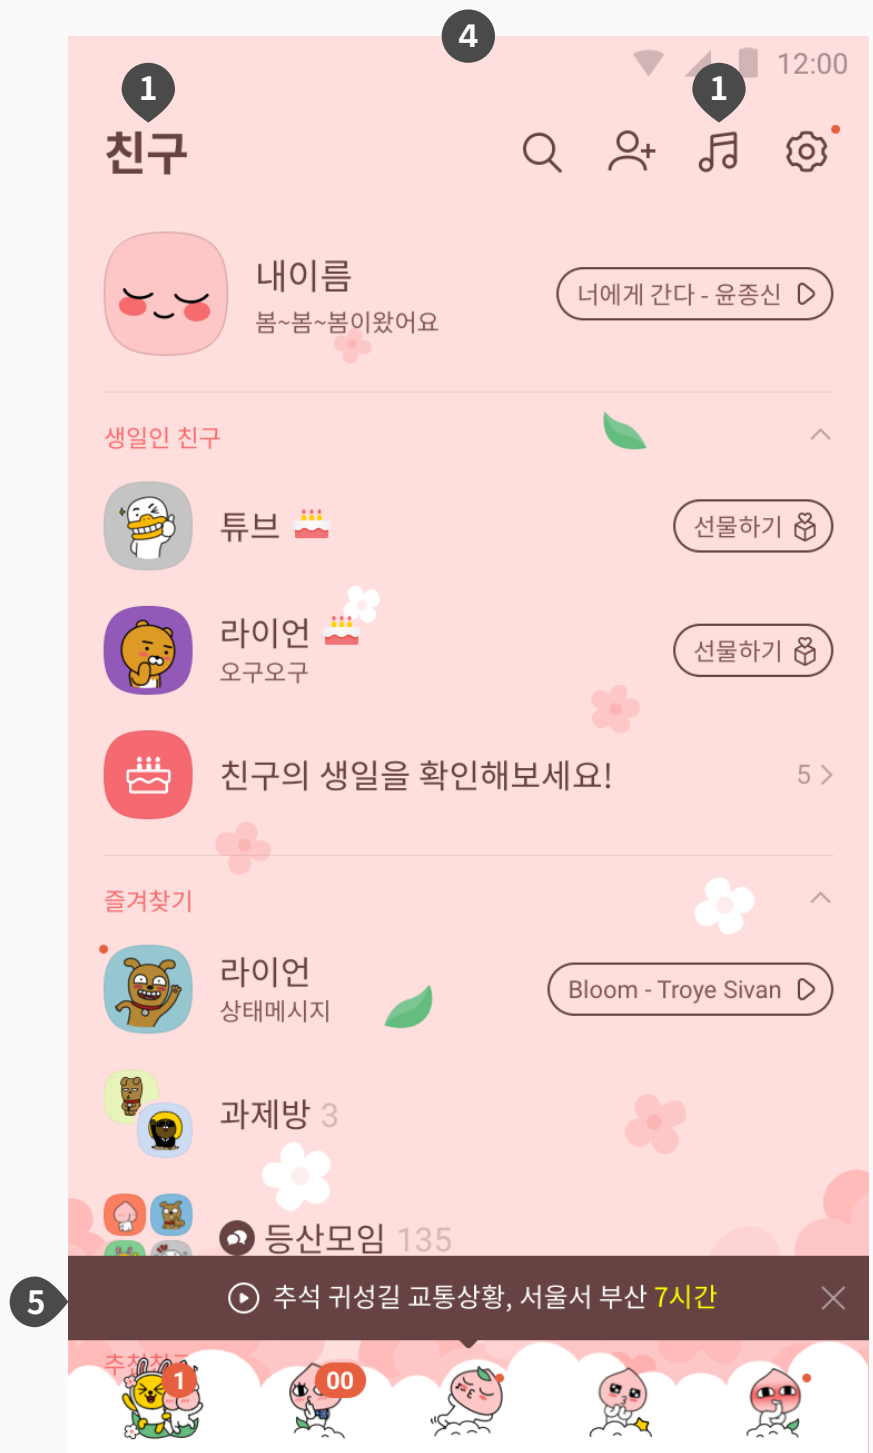 4
12:00
1
1
친구
내이름
봄~봄~봄이왔어요
너에게 간다 - 윤종신
생일인 친구
튜브
선물하기
라이언
오구오구
선물하기
친구의 생일을 확인해보세요!
5
즐겨찾기
라이언
상태메시지
Bloom - Troye Sivan
과제방 3
등산모임 135
5
추석 귀성길 교통상황, 서울서 부산 7시간
추천친구
1
00